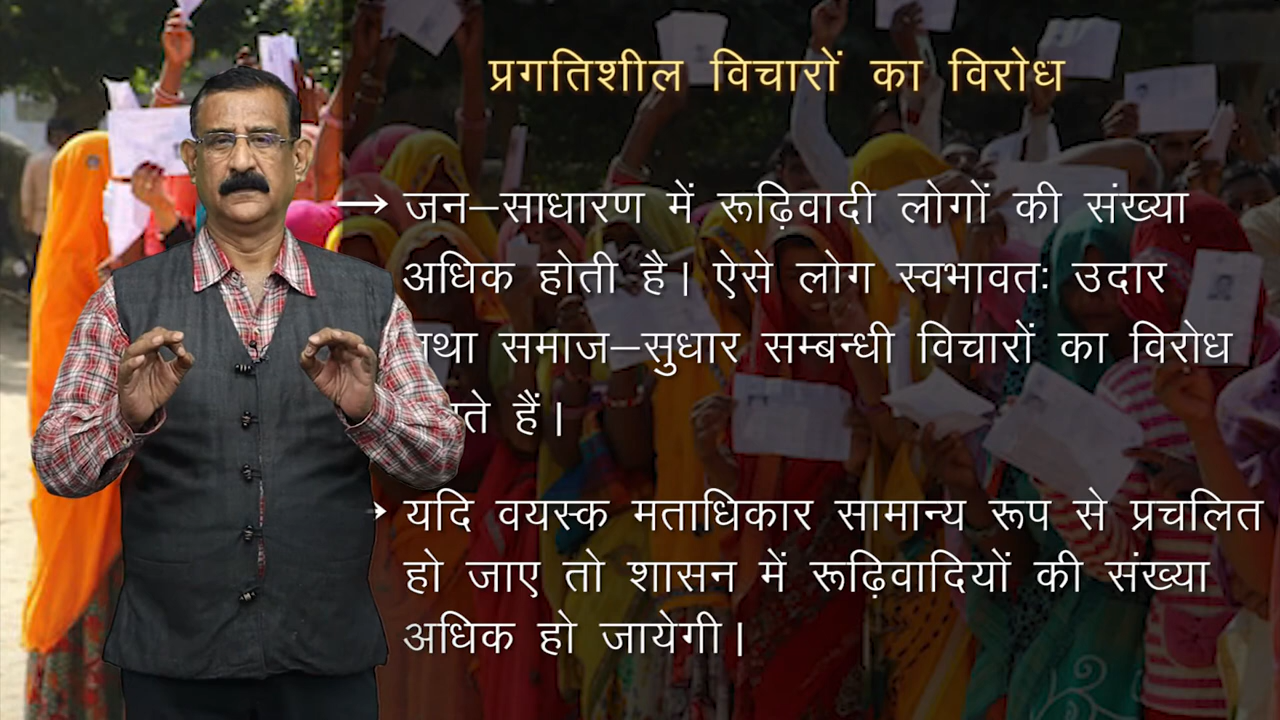 प्रगतिशील विचारों का विरोध
→ जन–साधारण में रूढ़िवादी लोगों की संख्या
अधिक होती है। ऐसे लोग स्वभावतः उदार
समाज–सुधार सम्बन्धी विचारों का विरोध
हैं।
→ यदि वयस्क मताधिकार सामान्य रूप से प्रचलित
हो जाए तो शासन में रूढ़िवादियों की संख्या
अधिक हो जायेगी।